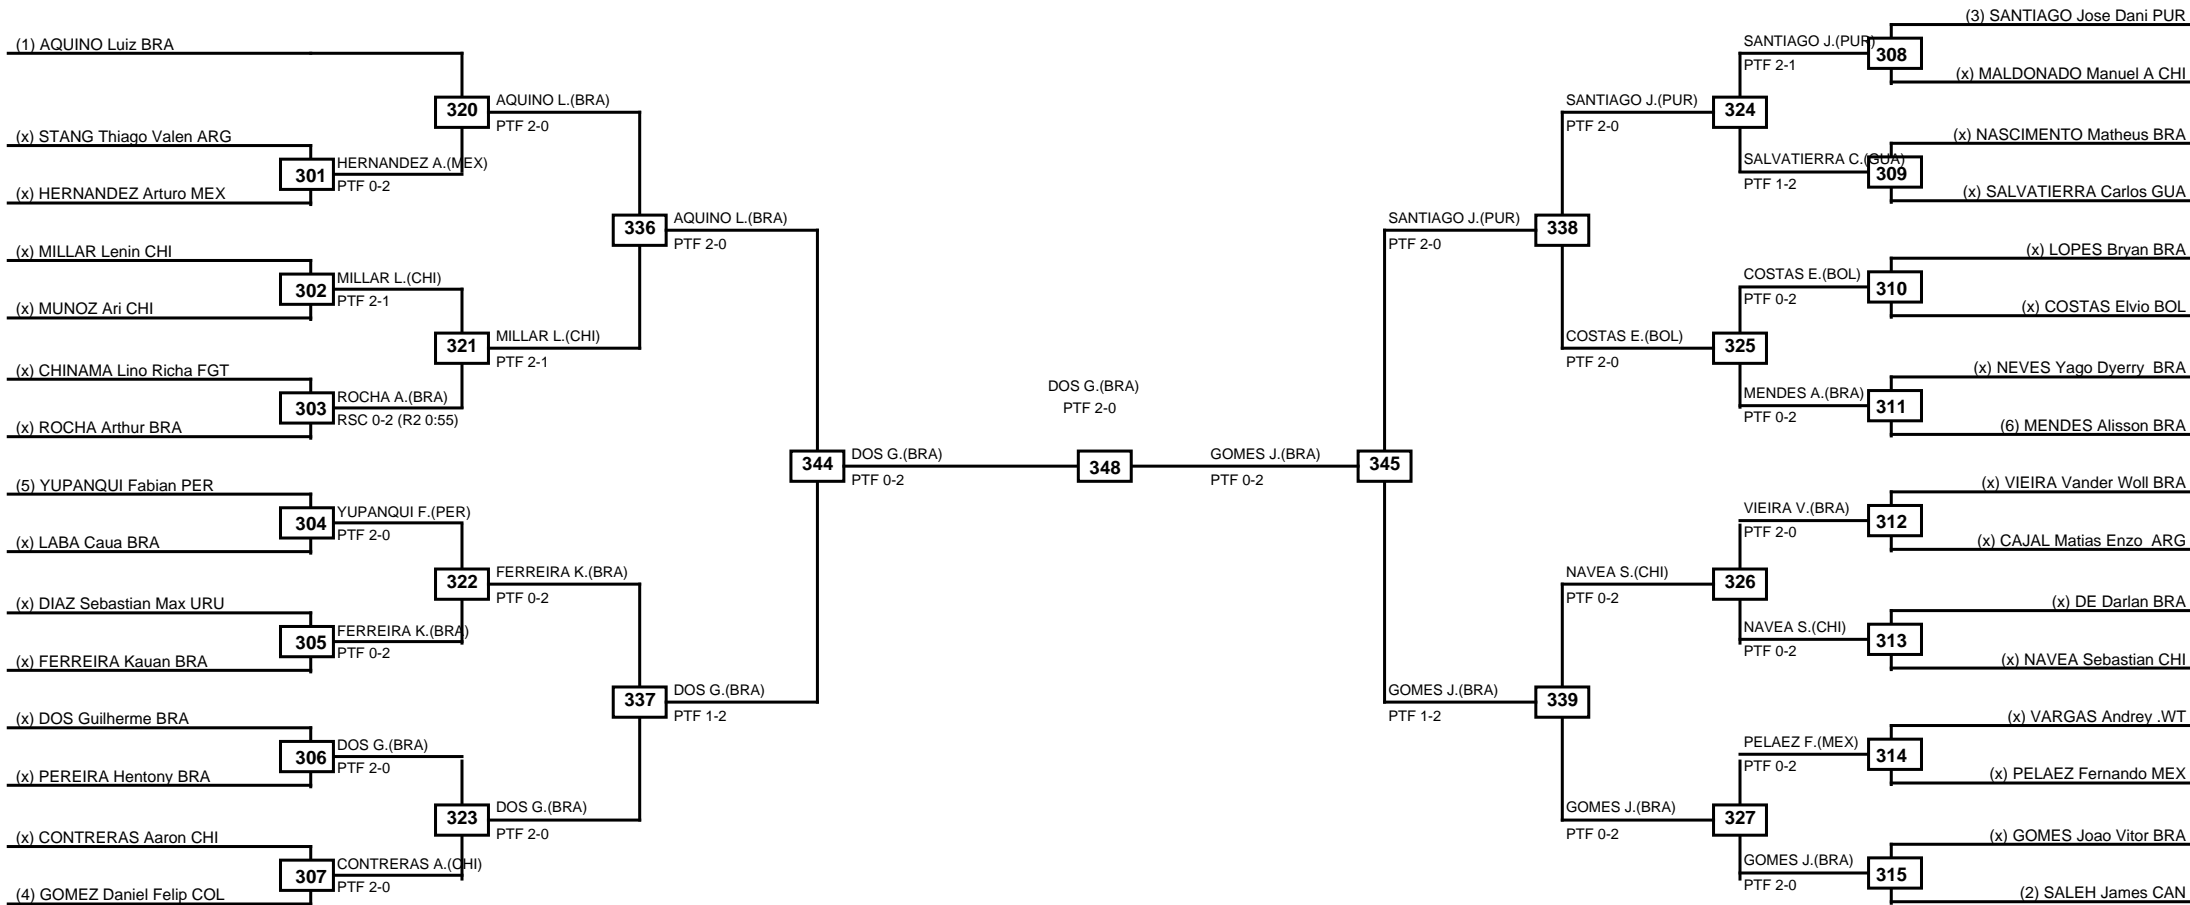 (1) AQUINO Luiz BRA
(x) STANG Thiago Valen ARG
(x) HERNANDEZ Arturo MEX
(x) MILLAR Lenin CHI
(x) MUNOZ Ari CHI
(x) CHINAMA Lino Richa FGT
(x) ROCHA Arthur BRA
(5) YUPANQUI Fabian PER
(x) LABA Caua BRA
(x) DIAZ Sebastian Max URU
(x) FERREIRA Kauan BRA
(x) DOS Guilherme BRA
(x) PEREIRA Hentony BRA
(x) CONTRERAS Aaron CHI
(4) GOMEZ Daniel Felip COL
301
HERNANDEZ A.(MEX)
PTF 0-2
302
MILLAR L.(CHI)
PTF 2-1
303
ROCHA A.(BRA)
RSC 0-2 (R2 0:55)
304
YUPANQUI F.(PER)
PTF 2-0
305
FERREIRA K.(BRA)
PTF 0-2
306
DOS G.(BRA)
PTF 2-0
307
CONTRERAS A.(CHI)
PTF 2-0
320
AQUINO L.(BRA)
PTF 2-0
321
MILLAR L.(CHI)
PTF 2-1
322
FERREIRA K.(BRA)
PTF 0-2
323
DOS G.(BRA)
PTF 2-0
336
AQUINO L.(BRA)
PTF 2-0
337
DOS G.(BRA)
PTF 1-2
344
DOS G.(BRA)
PTF 0-2
DOS G.(BRA)
PTF 2-0
348
GOMES J.(BRA)
PTF 0-2
345
SANTIAGO J.(PUR)
PTF 2-0
338
GOMES J.(BRA)
PTF 1-2
339
SANTIAGO J.(PUR)
PTF 2-0
324
COSTAS E.(BOL)
PTF 2-0
325
NAVEA S.(CHI)
PTF 0-2
326
GOMES J.(BRA)
PTF 0-2
327
SANTIAGO J.(PUR)
PTF 2-1
308
SALVATIERRA C.(GUA)
PTF 1-2
309
COSTAS E.(BOL)
PTF 0-2
310
MENDES A.(BRA)
PTF 0-2
311
VIEIRA V.(BRA)
PTF 2-0
312
NAVEA S.(CHI)
PTF 0-2
313
PELAEZ F.(MEX)
PTF 0-2
314
GOMES J.(BRA)
PTF 2-0
315
(3) SANTIAGO Jose Dani PUR
(x) MALDONADO Manuel A CHI
(x) NASCIMENTO Matheus BRA
(x) SALVATIERRA Carlos GUA
(x) LOPES Bryan BRA
(x) COSTAS Elvio BOL
(x) NEVES Yago Dyerry BRA
(6) MENDES Alisson BRA
(x) VIEIRA Vander Woll BRA
(x) CAJAL Matias Enzo ARG
(x) DE Darlan BRA
(x) NAVEA Sebastian CHI
(x) VARGAS Andrey .WT
(x) PELAEZ Fernando MEX
(x) GOMES Joao Vitor BRA
(2) SALEH James CAN